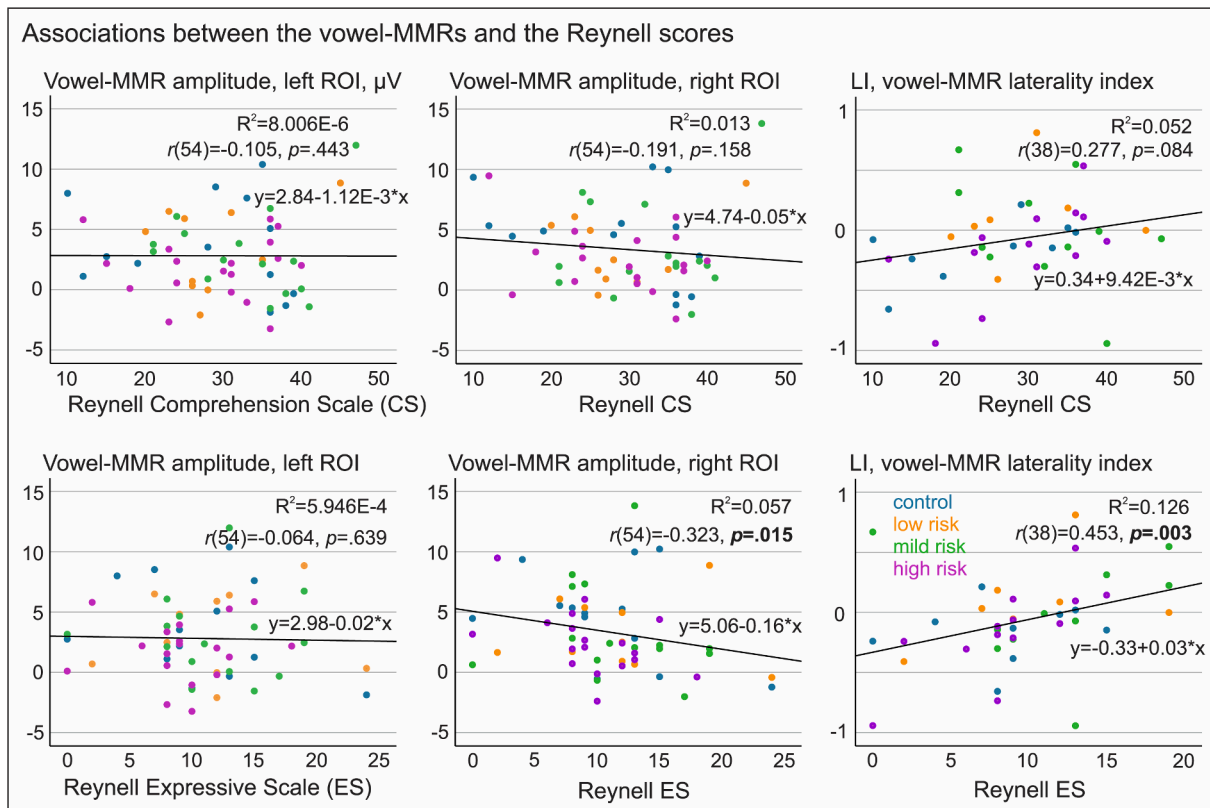 Associations between the vowel-MMRs and the Reynell scores
Vowel-MMR amplitude, left ROI, µV
15
10
5
0
-5
R²=8.006E-6
r(54)=-0.105, p=.443
y=2.84-1.12E-3*x
10 20 30 40 50
Reynell Comprehension Scale (CS)
Vowel-MMR amplitude, right ROI
15
10
5
0
-5
R²=0.013
r(54)=-0.191, p=.158
y=4.74-0.05*x
10 20 30 40 50
Reynell CS
LI, vowel-MMR laterality index
1
0
-1
R²=0.052
r(38)=0.277, p=.084
y=0.34+9.42E-3*x
10 20 30 40 50
Reynell CS
Vowel-MMR amplitude, left ROI
15
10
5
0
-5
R²=5.946E-4
r(54)=-0.064, p=.639
y=2.98-0.02*x
0 5 10 15 20 25
Reynell Expressive Scale (ES)
Vowel-MMR amplitude, right ROI
15
10
5
0
-5
R²=0.057
r(54)=-0.323, p=.015
y=5.06-0.16*x
0 5 10 15 20 25
Reynell ES
LI, vowel-MMR laterality index
1
0
-1
control
low risk
mild risk
high risk
R²=0.126
r(38)=0.453, p=.003
y=-0.33+0.03*x
0 5 10 15 20
Reynell ES